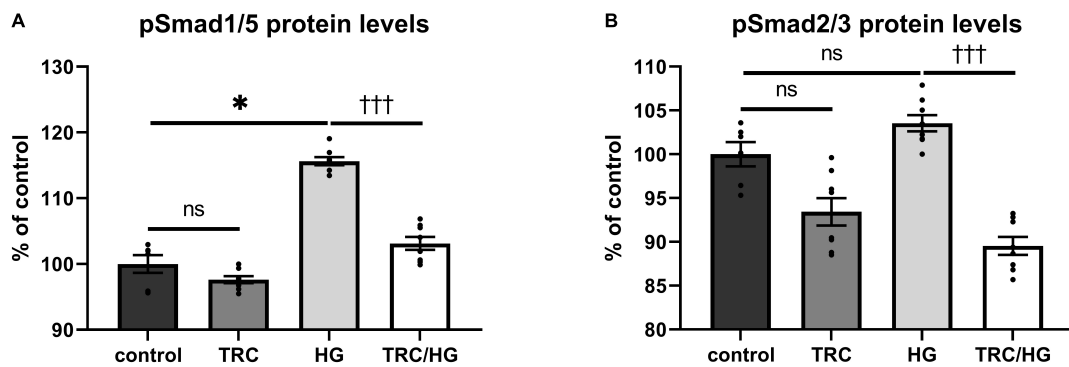 A
pSmad1/5 protein levels
% of control
130
120
110
100
90
*
†††
ns
control
TRC
HG
TRC/HG
B
pSmad2/3 protein levels
% of control
110
105
100
95
90
85
80
ns
†††
ns
control
TRC
HG
TRC/HG